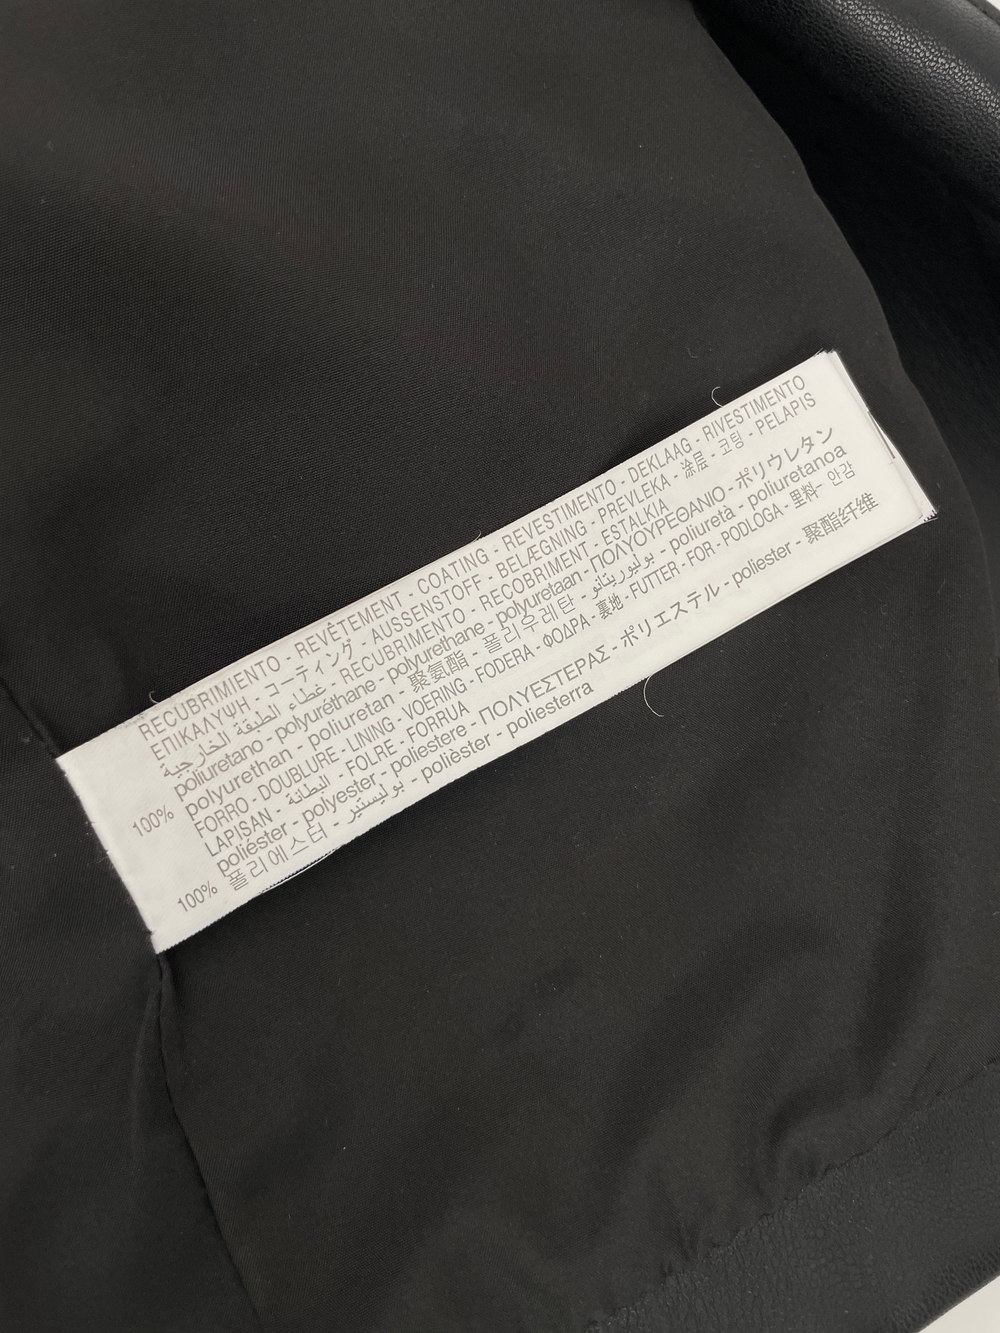 RECUBRIMIENTO - REVÊTEMENT - COATING - REVESTIMENTO - DEKLAAG - RIVESTIMENTO
ΕΠΙΚΑΛΥΨΗ - コーティング - AUSSENSTOFF - BELÆGNING - PREVLEKA - 涂层 - 코팅 - PELAPIS
غطاء الطبقة الخارجية - RECUBRIMENTO - RECOBRIMENT - ESTALKIA
poliuretano - polyuréthane - polyurethane - polyuretaan - ΠΟΛΥΟΥΡΕΘΑΝΙΟ - ポリウレタン
100% polyurethan - poliuretan - 聚氨酯 - 폴리우레탄 - بوليوريتانو - poliuretà - poliuretanoa
FORRO - DOUBLURE - LINING - VOERING - FODERA - ΦΟΔΡΑ - 裏地 - FUTTER - FOR - PODLOGA - 里料 - 안감
LAPISAN - البطانة - FOLRE - FORRUA
poliéster - polyester - poliestere - ΠΟΛΥΕΣΤΕΡΑΣ - ポリエステル - poliester - 聚酯纤维
100% 폴리에스터 - بوليستير - polièster - poliesterra